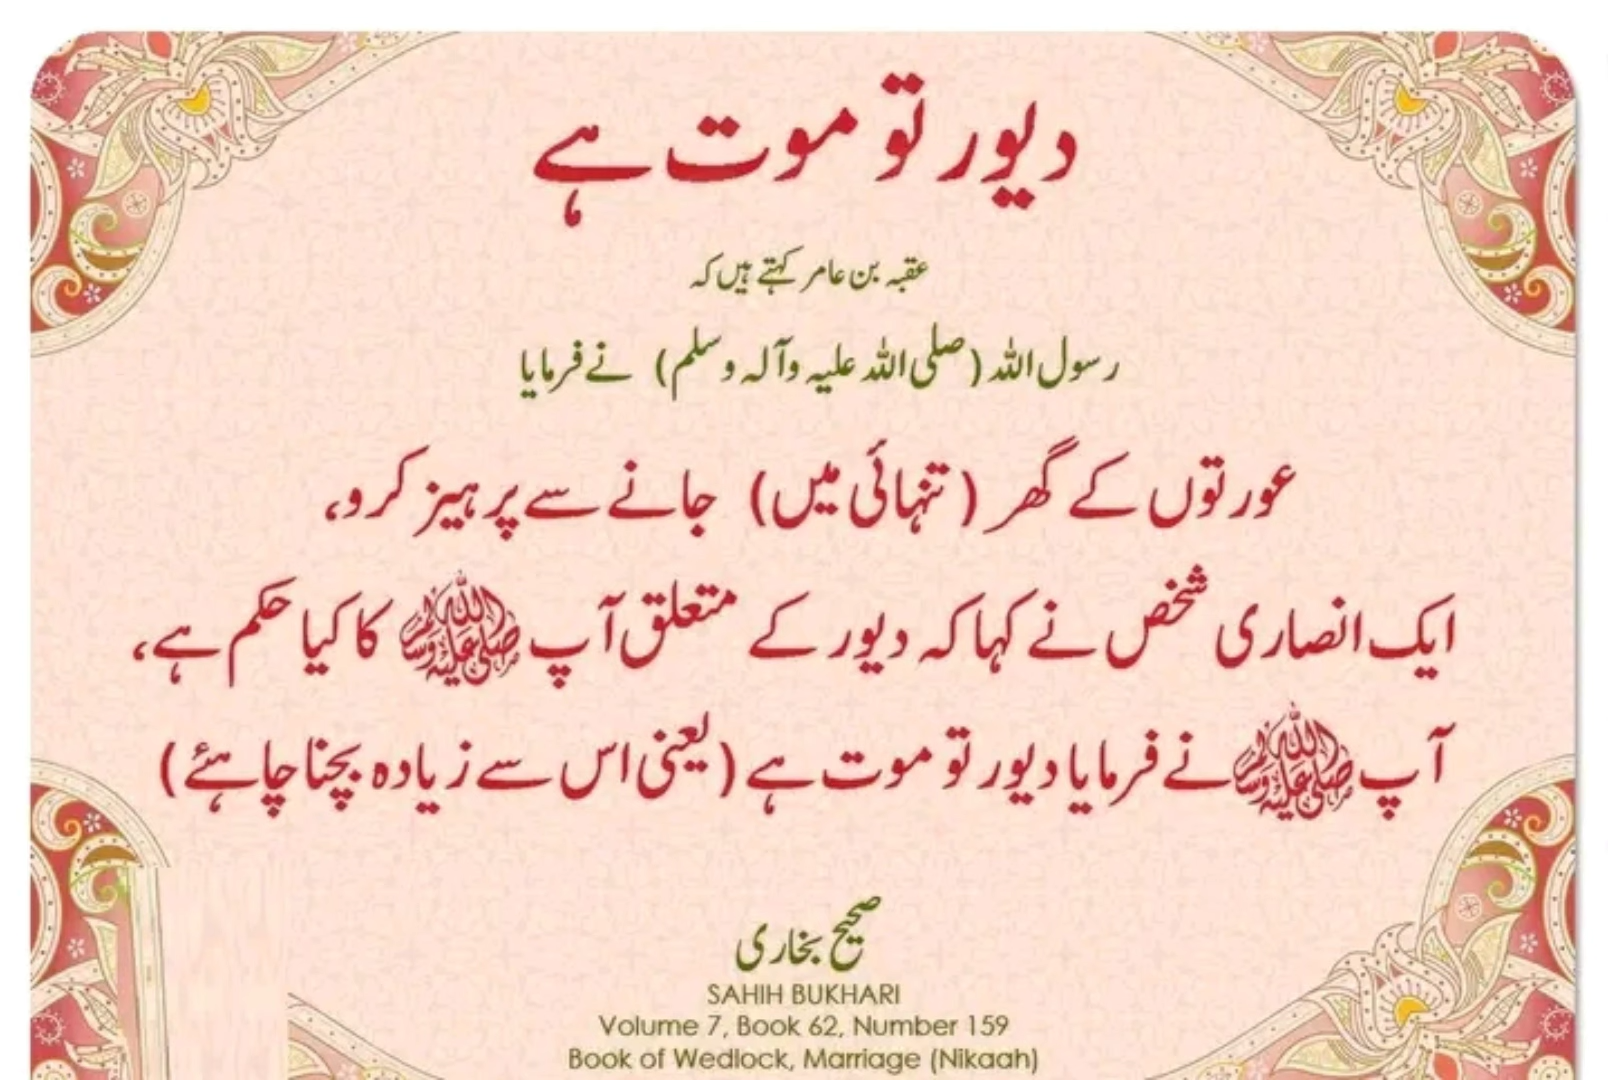 دیور تو موت ہے
عقبہ بن عامر کہتے ہیں کہ
رسول اللہ (صلی اللہ علیہ وآلہ وسلم) نے فرمایا
عورتوں کے گھر (تنہائی میں) جانے سے پرہیز کرو،
ایک انصاری شخص نے کہا کہ دیور کے متعلق آپ ﷺ کا کیا حکم ہے،
آپ ﷺ نے فرمایا دیور تو موت ہے (یعنی اس سے زیادہ بچنا چاہئے)
صحیح بخاری
SAHIH BUKHARI
Volume 7, Book 62, Number 159
Book of Wedlock, Marriage (Nikaah)